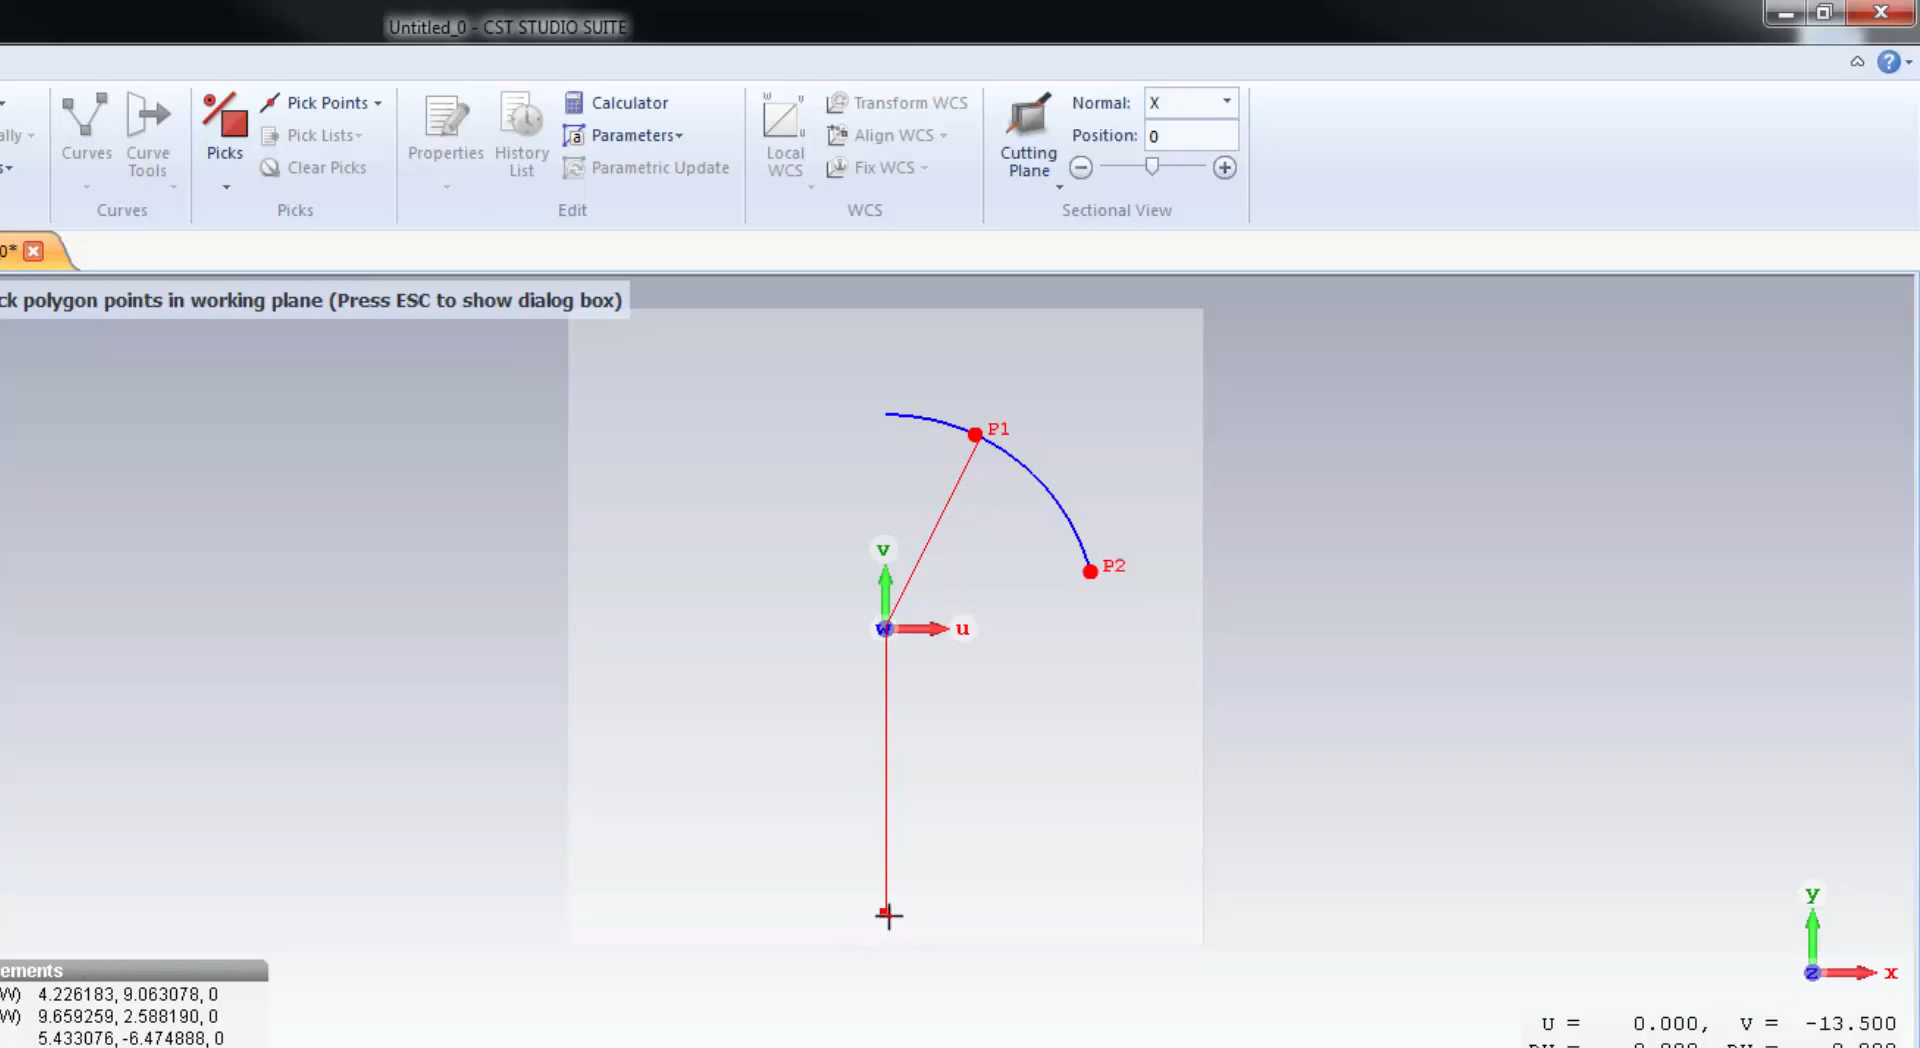 Untitled_0 - CST STUDIO SUITE
ally
Curves
Curve Tools
Curves
Picks
Pick Points
Pick Lists
Clear Picks
Picks
Properties
History List
Calculator
Parameters
Parametric Update
Edit
Local WCS
Transform WCS
Align WCS
Fix WCS
WCS
Cutting Plane
Normal: X
Position: 0
Sectional View
0*
ck polygon points in working plane (Press ESC to show dialog box)
P1
P2
v
w
u
y
z
x
ements
W) 4.226183, 9.063078, 0
W) 9.659259, 2.588190, 0
5.433076, -6.474888, 0
U = 0.000, V = -13.500